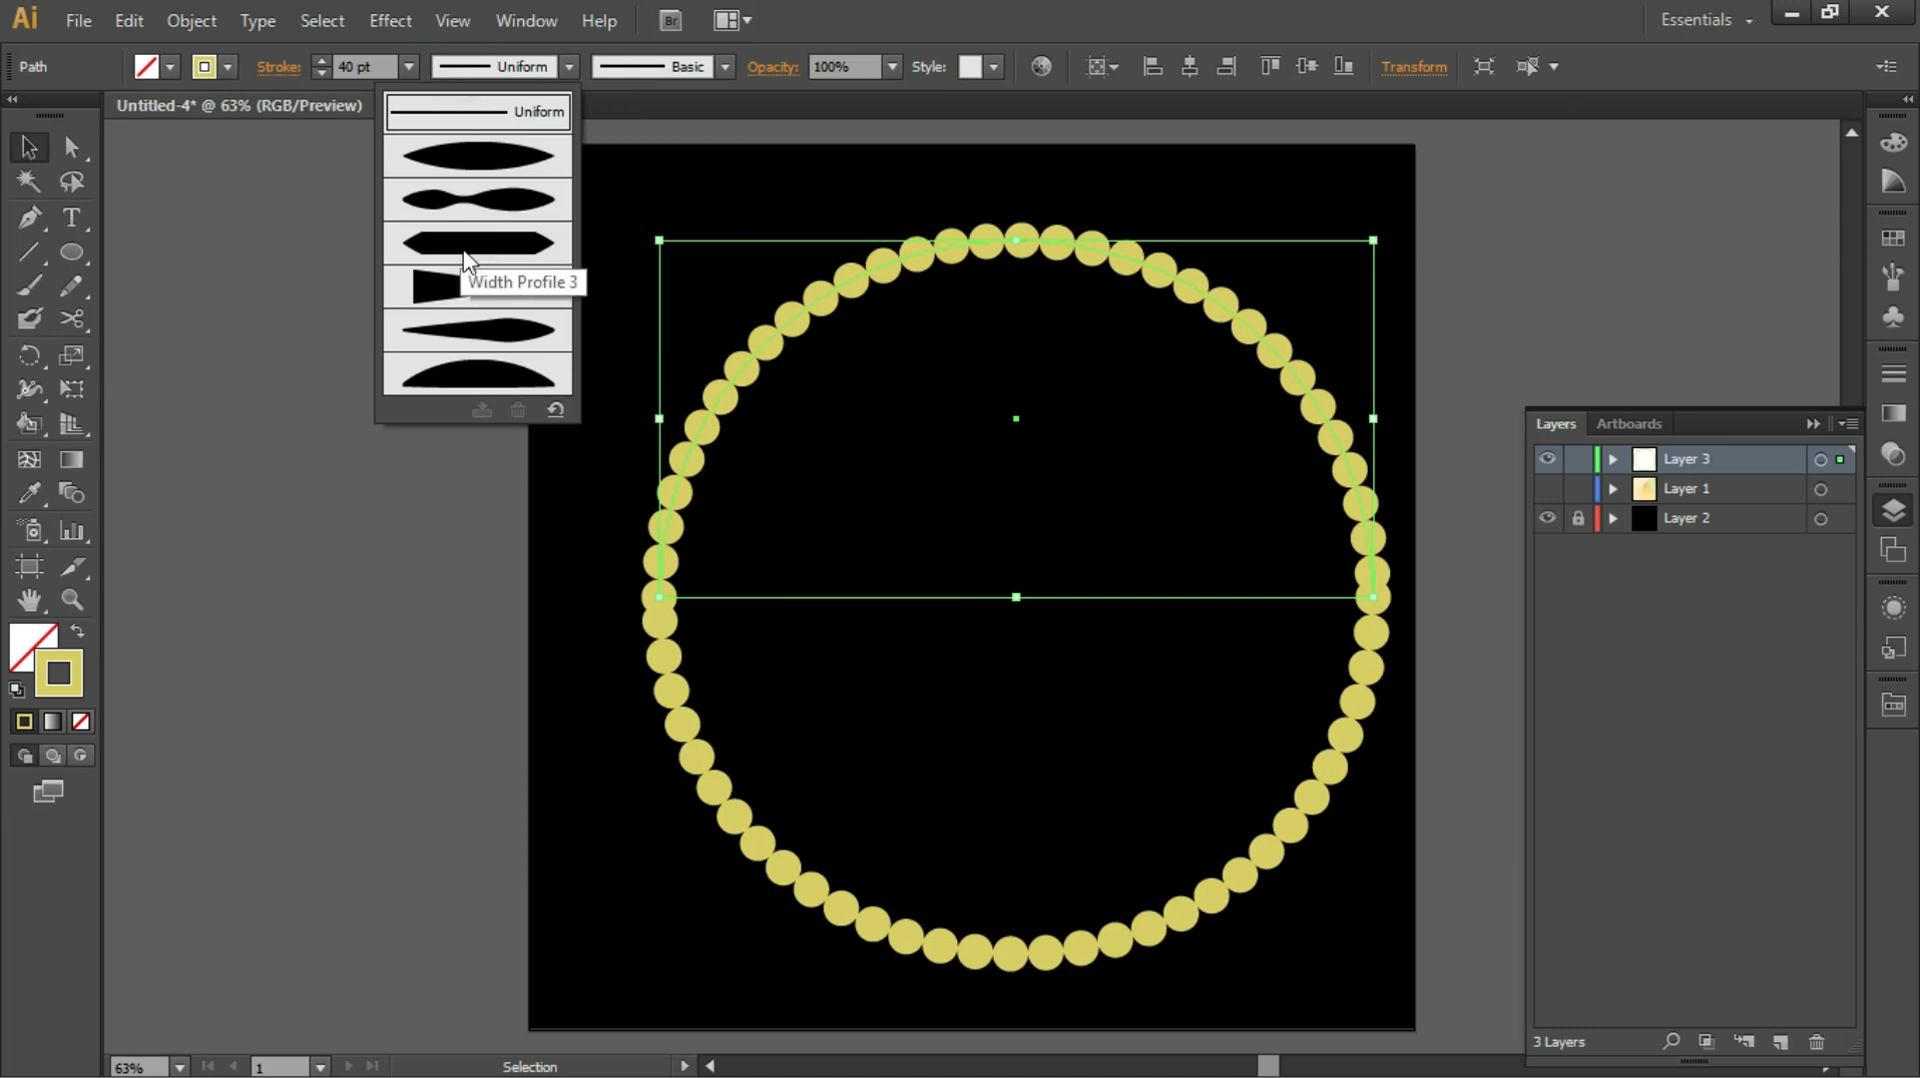 Ai File Edit Object Type Select Effect View Window Help Br Essentials
Path Stroke: 40 pt Uniform Basic Opacity: 100% Style: Transform
Untitled-4* @ 63% (RGB/Preview)
Uniform
Width Profile 3
T
Layers Artboards
Layer 3
Layer 1
Layer 2
3 Layers
63% 1 Selection